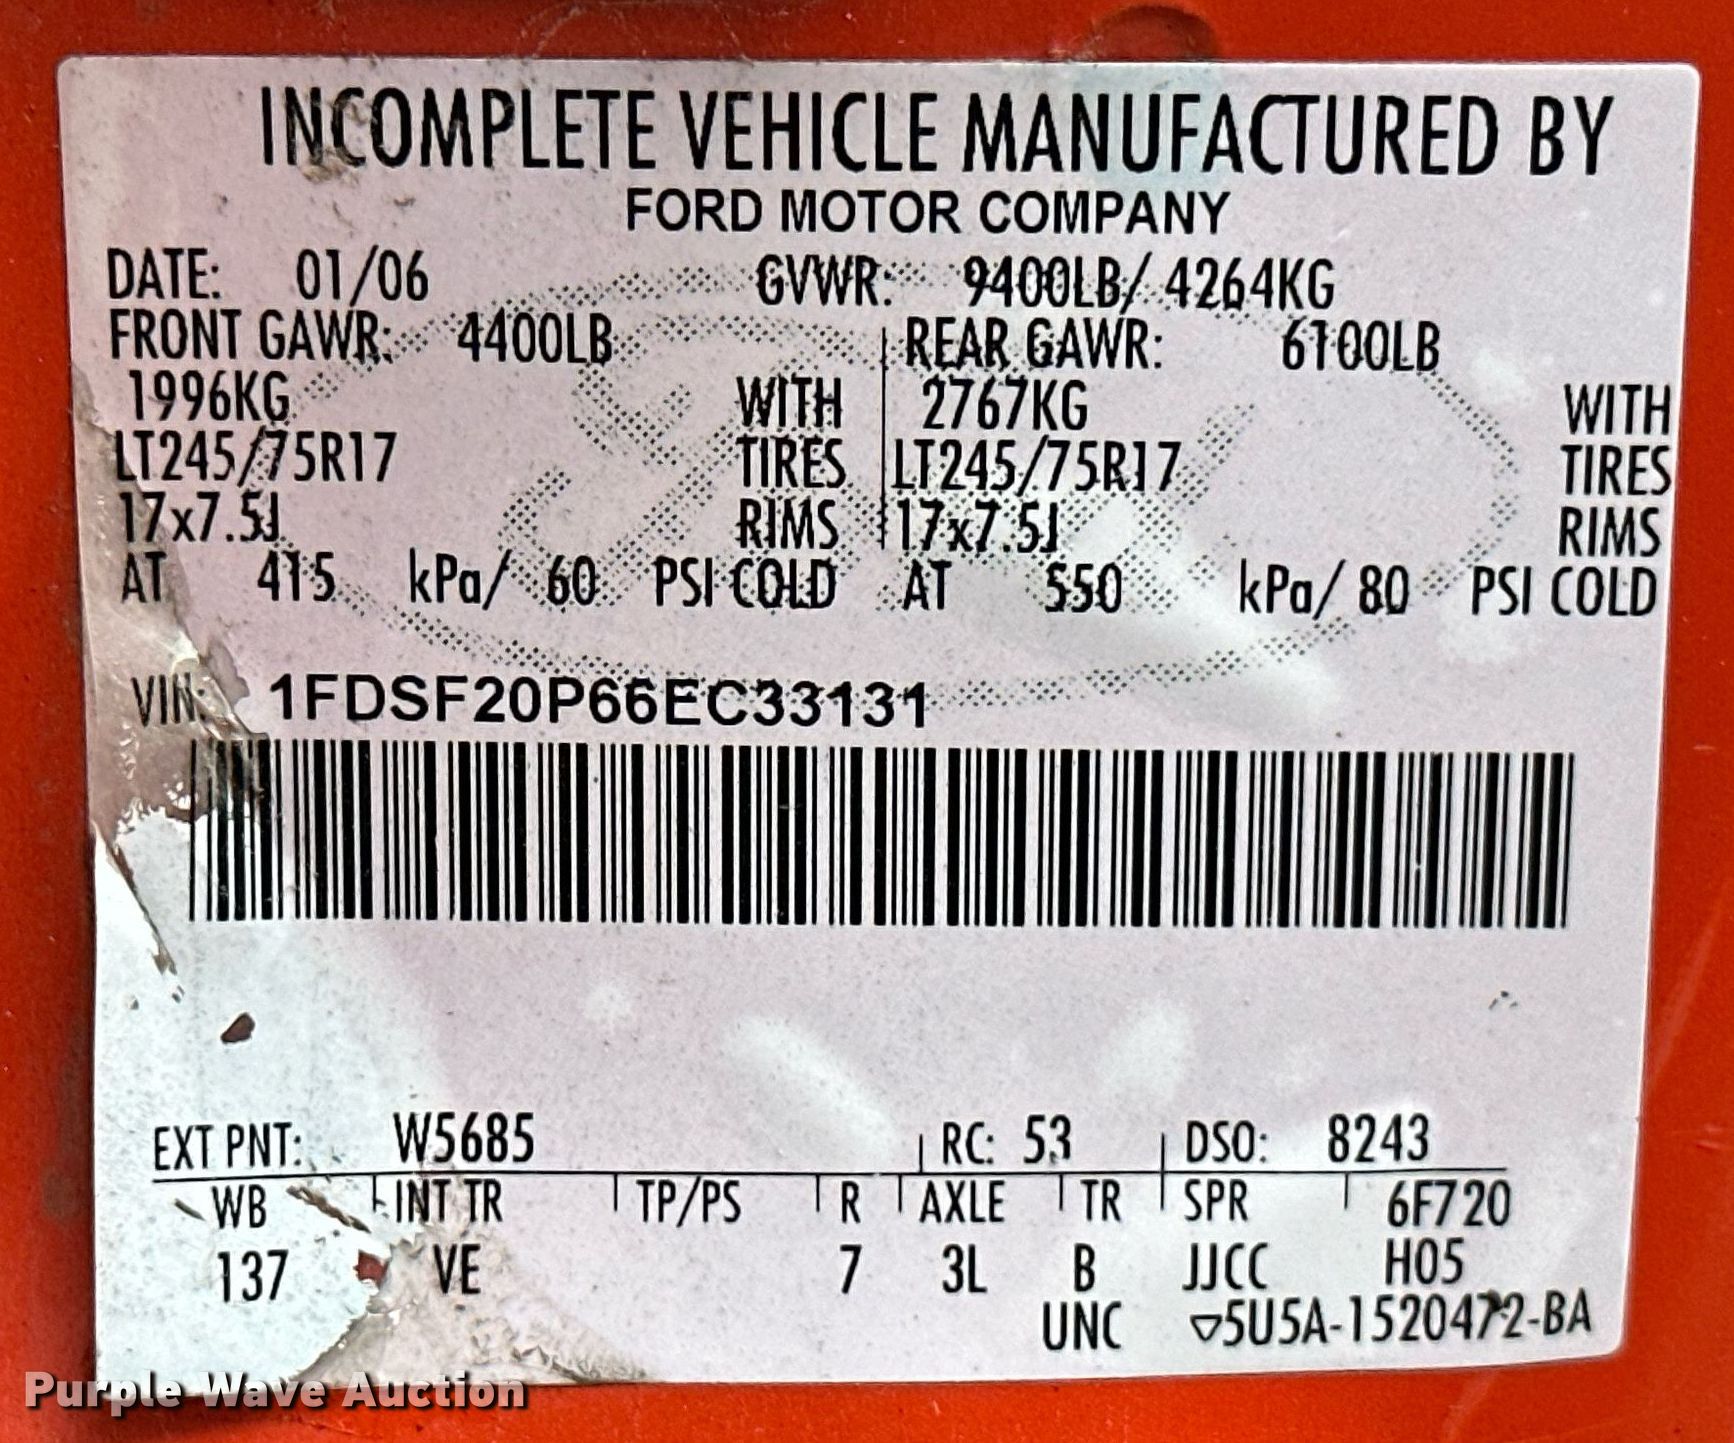 INCOMPLETE VEHICLE MANUFACTURED BY
FORD MOTOR COMPANY
DATE: 01/06 GVWR: 9400LB/ 4264KG
FRONT GAWR: 4400LB REAR GAWR: 6100LB
1996KG WITH 2767KG WITH
LT245/75R17 TIRES LT245/75R17 TIRES
17x7.5J RIMS 17x7.5J RIMS
AT 415 kPa/ 60 PSI COLD AT 550 kPa/ 80 PSI COLD
VIN: 1FDSF20P66EC33131
EXT PNT: W5685 RC: 53 DSO: 8243
WB INT TR TP/PS R AXLE TR SPR 6F720
137 VE 7 3L B JJCC H05
UNC ▽5U5A-1520472-BA
Purple Wave Auction